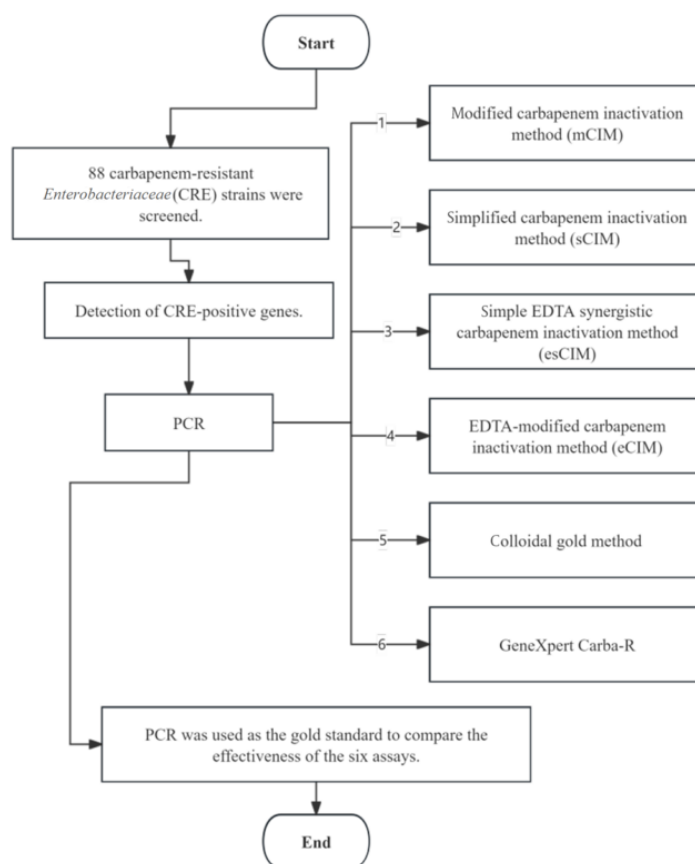 Start
88 carbapenem-resistant
Enterobacteriaceae(CRE) strains were
screened.
Detection of CRE-positive genes.
PCR
1
Modified carbapenem inactivation
method (mCIM)
2
Simplified carbapenem inactivation
method (sCIM)
3
Simple EDTA synergistic
carbapenem inactivation method
(esCIM)
4
EDTA-modified carbapenem
inactivation method (eCIM)
5
Colloidal gold method
6
GeneXpert Carba-R
PCR was used as the gold standard to compare the
effectiveness of the six assays.
End